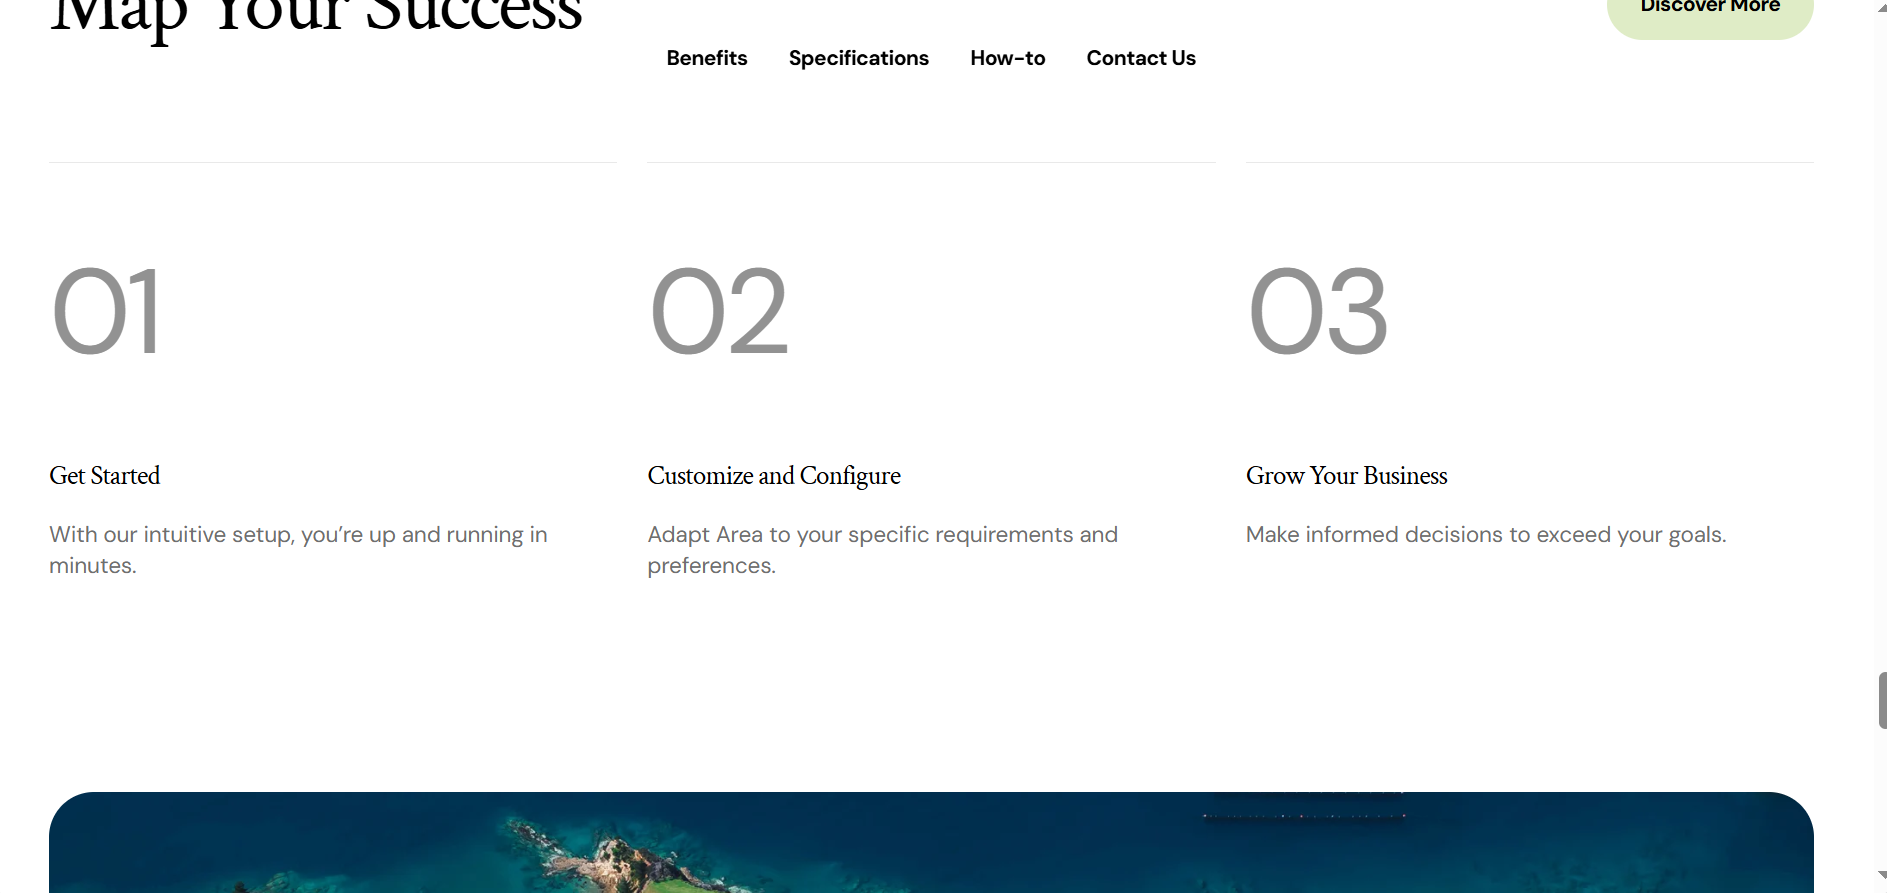 Map Your Success
Discover More
Benefits
Specifications
How-to
Contact Us
01
Get Started
With our intuitive setup, you’re up and running in
minutes.
02
Customize and Configure
Adapt Area to your specific requirements and
preferences.
03
Grow Your Business
Make informed decisions to exceed your goals.